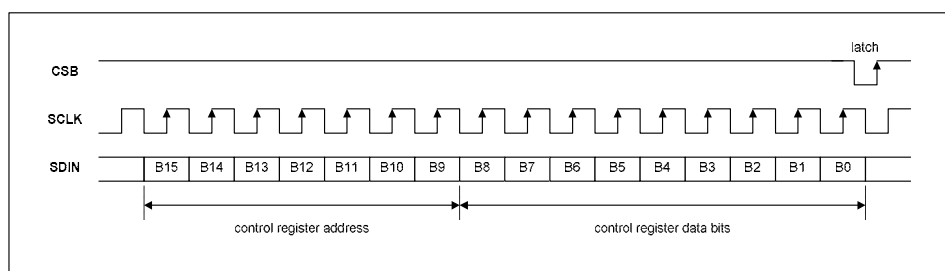 latch
CSB
SCLK
SDIN B15 B14 B13 B12 B11 B10 B9 B8 B7 B6 B5 B4 B3 B2 B1 B0
control register address control register data bits